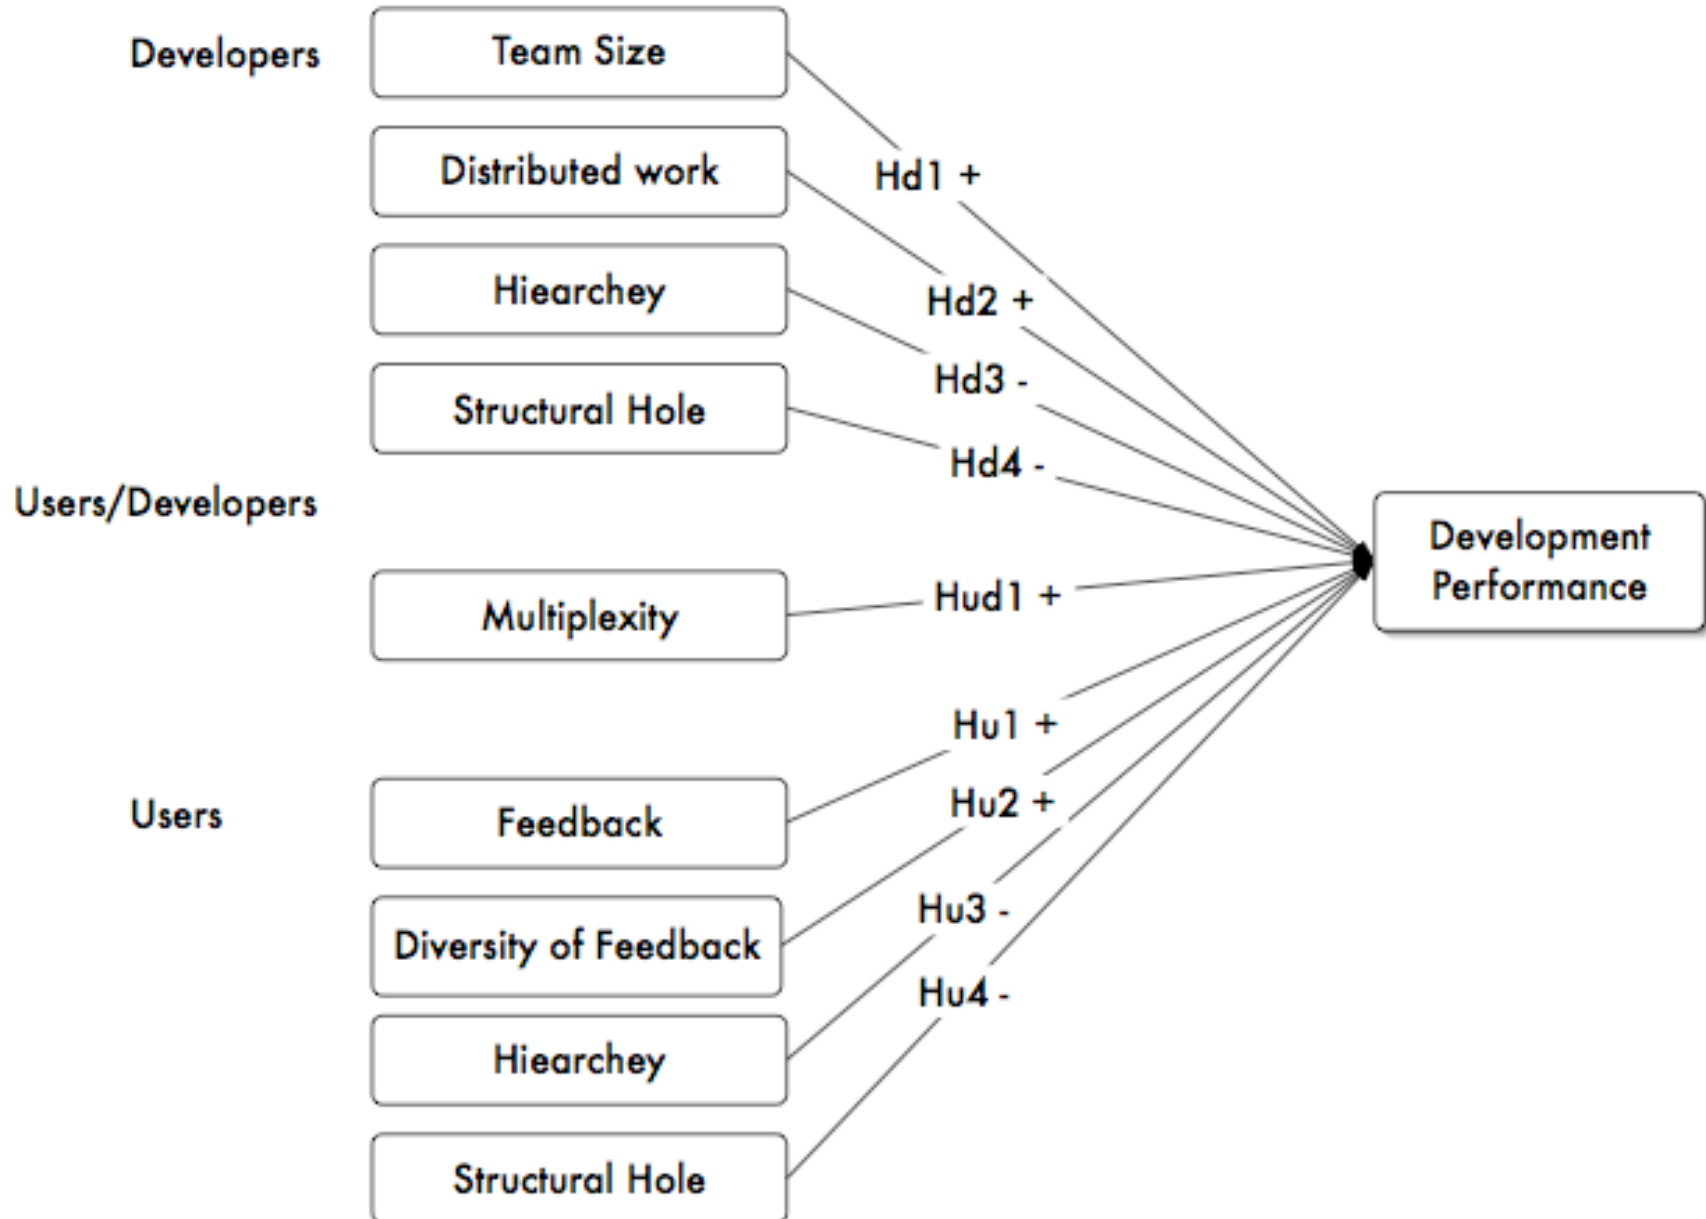 Developers
Team Size
Hd1 +
Distributed work
Hd2 +
Hiearchey
Hd3 -
Structural Hole
Hd4 -
Users/Developers
Multiplexity
Hud1 +
Development
Performance
Users
Feedback
Hu1 +
Diversity of Feedback
Hu2 +
Hiearchey
Hu3 -
Structural Hole
Hu4 -